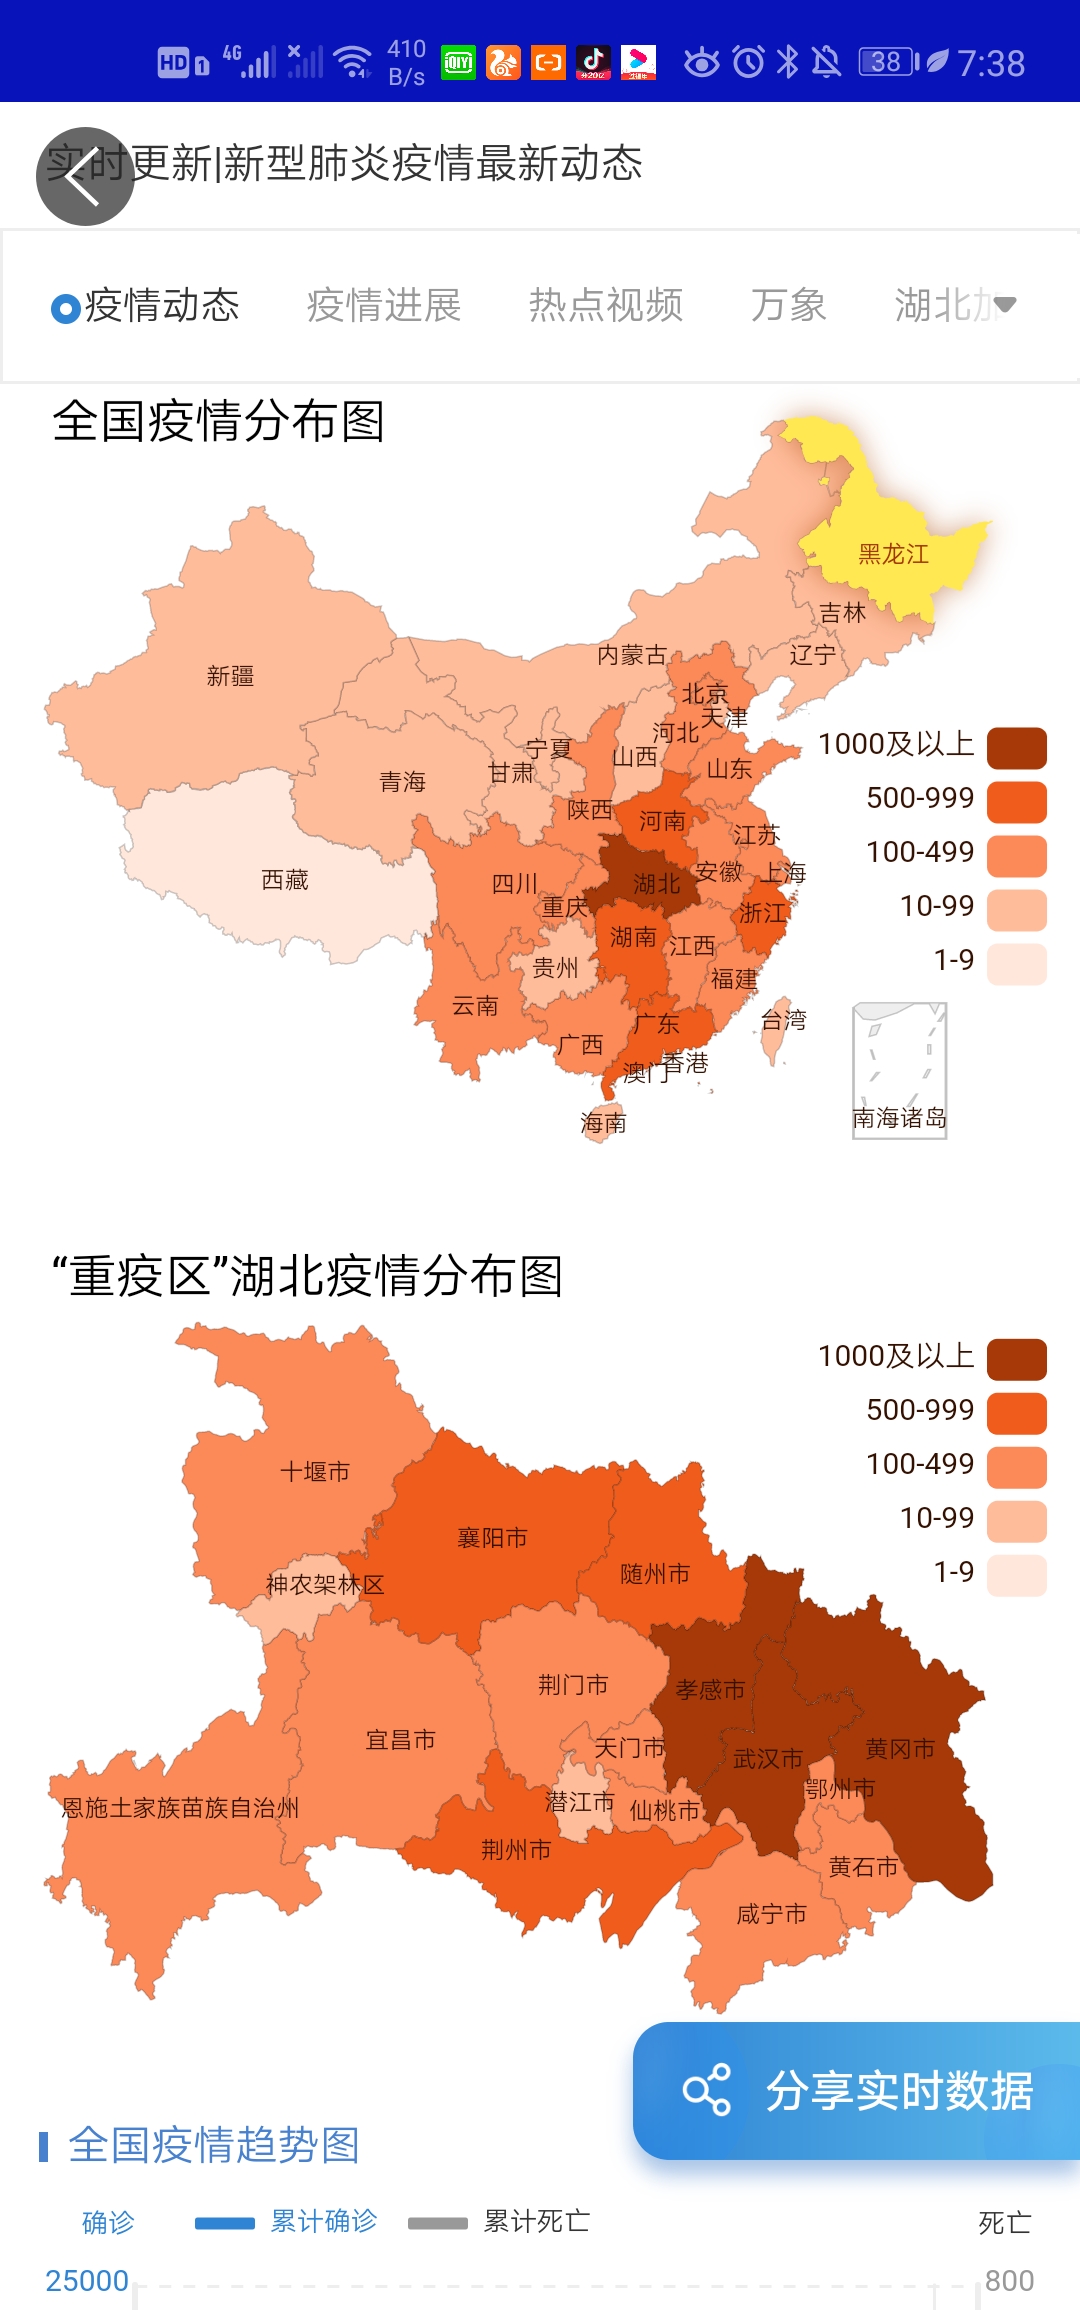 HD 1 4G 410 B/s iQIYI 38 7:38
实时更新|新型肺炎疫情最新动态
疫情动态 疫情进展 热点视频 万象 湖北加
全国疫情分布图
黑龙江
吉林
辽宁
内蒙古
新疆
北京
天津
河北
宁夏
山西
甘肃
青海
山东
陕西
河南
江苏
西藏
四川
湖北
安徽
上海
重庆
浙江
湖南
江西
贵州
福建
云南
广西
广东
台湾
澳门
香港
海南
南海诸岛
1000及以上
500-999
100-499
10-99
1-9
“重疫区”湖北疫情分布图
1000及以上
500-999
100-499
10-99
1-9
十堰市
襄阳市
随州市
神农架林区
荆门市
孝感市
宜昌市
天门市
武汉市
黄冈市
鄂州市
恩施土家族苗族自治州
潜江市
仙桃市
荆州市
黄石市
咸宁市
分享实时数据
全国疫情趋势图
确诊 累计确诊 累计死亡 死亡
25000 800